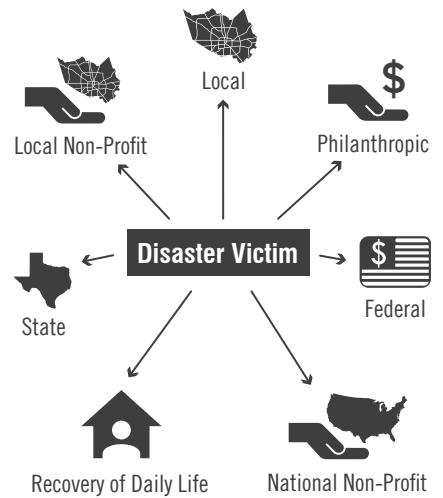 Local
$
Local Non-Profit
Philanthropic
Disaster Victim
$
State
Federal
Recovery of Daily Life
National Non-Profit